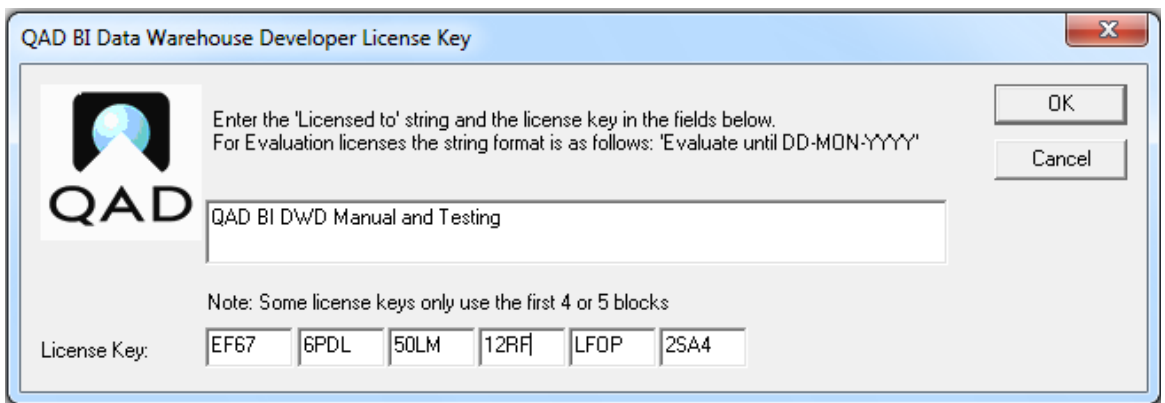 QAD BI Data Warehouse Developer License Key
Enter the 'Licensed to' string and the license key in the fields below.
For Evaluation licenses the string format is as follows: 'Evaluate until DD-MON-YYYY'
OK
Cancel
QAD
QAD BI DWD Manual and Testing
Note: Some license keys only use the first 4 or 5 blocks
License Key: EF67 6PDL 50LM 12RF LFOP 2SA4